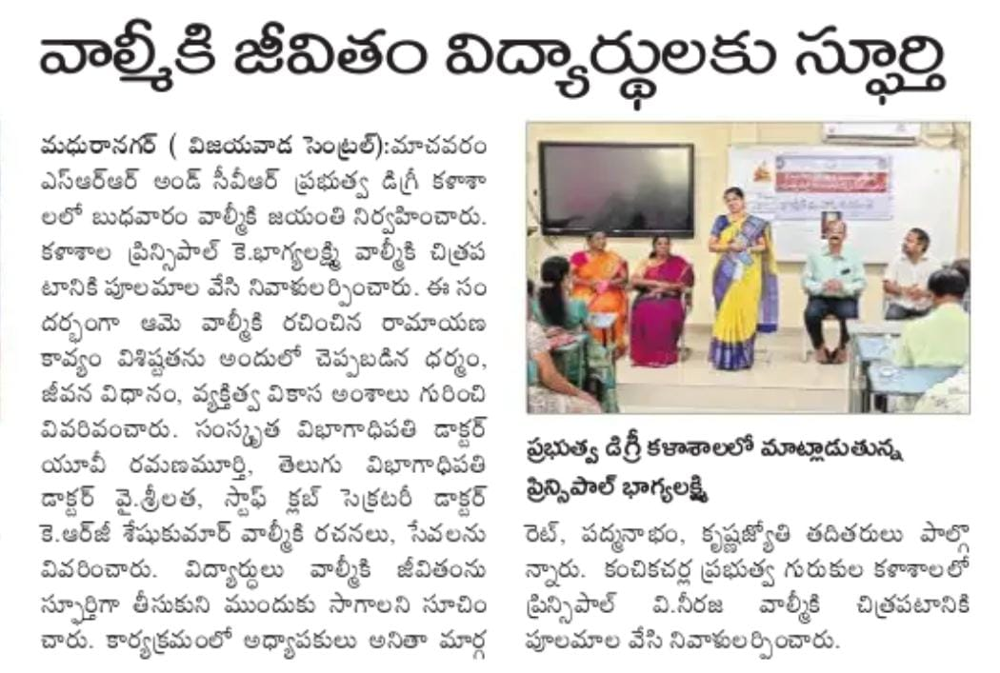 వాల్మీకి జీవితం విద్యార్థులకు స్ఫూర్తి
మధురానగర్ ( విజయవాడ సెంట్రల్):మాచవరం
ఎస్ఆర్ఆర్ అండ్ సీవీఆర్ ప్రభుత్వ డిగ్రీ కళాశా
లలో బుధవారం వాల్మీకి జయంతి నిర్వహించారు.
కళాశాల ప్రిన్సిపాల్ కె.భాగ్యలక్ష్మి వాల్మీకి చిత్రప
టానికి పూలమాల వేసి నివాళులర్పించారు. ఈ సం
దర్భంగా ఆమె వాల్మీకి రచించిన రామాయణ
కావ్యం విశిష్టతను అందులో చెప్పబడిన ధర్మం,
జీవన విధానం, వ్యక్తిత్వ వికాస అంశాలు గురించి
వివరివంచారు. సంస్కృత విభాగాధిపతి డాక్టర్
యూవీ రమణమూర్తి, తెలుగు విభాగాధిపతి
డాక్టర్ వై.శ్రీలత, స్టాఫ్ క్లబ్ సెక్రటరీ డాక్టర్
కె.ఆర్‌జీ శేషుకుమార్ వాల్మీకి రచనలు, సేవలను
వివరించారు. విద్యార్ధులు వాల్మీకి జీవితంను
స్ఫూర్తిగా తీసుకుని ముందుకు సాగాలని సూచిం
చారు. కార్యక్రమంలో అధ్యాపకులు అనితా మార్గ
ప్రభుత్వ డిగ్రీ కళాశాలలో మాట్లాడుతున్న
ప్రిన్సిపాల్ భాగ్యలక్ష్మి
రెట్, పద్మనాభం, కృష్ణజ్యోతి తదితరులు పాల్గొ
న్నారు. కంచికచర్ల ప్రభుత్వ గురుకుల కళాశాలలో
ప్రిన్సిపాల్ వి.నీరజ వాల్మీకి చిత్రపటానికి
పూలమాల వేసి నివాళులర్పించారు.